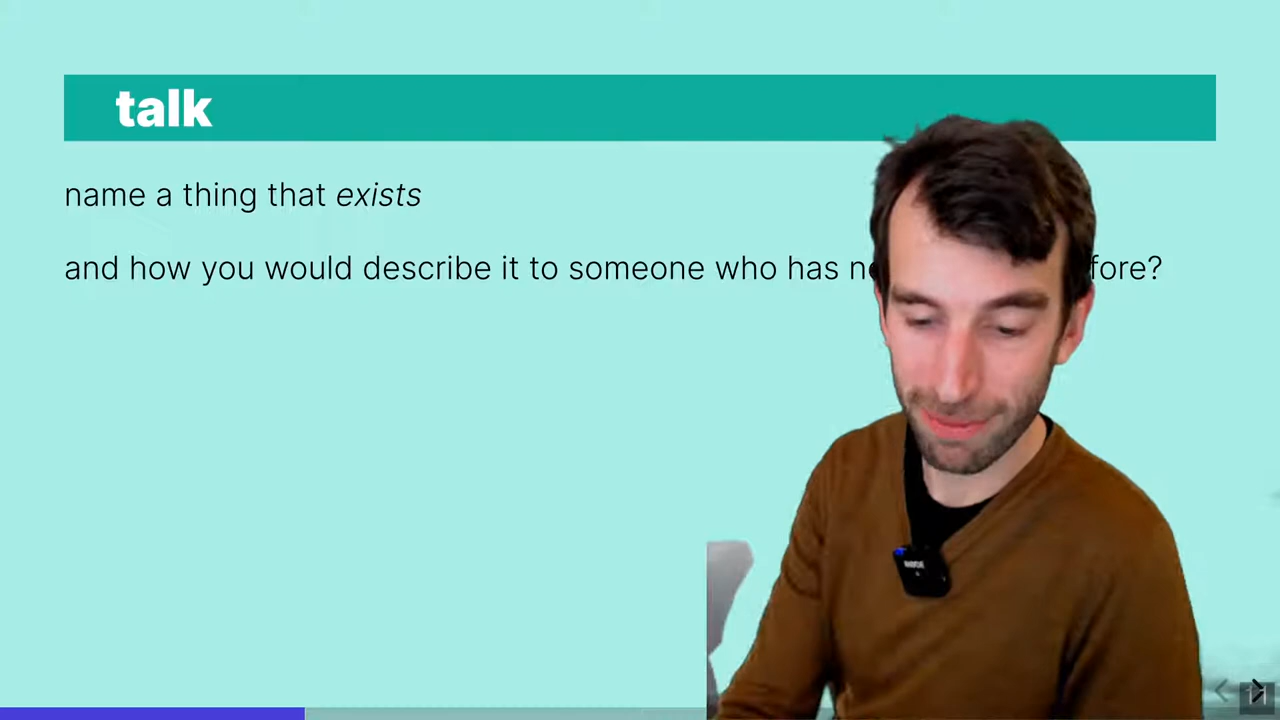 talk
name a thing that exists
and how you would describe it to someone who has fore?